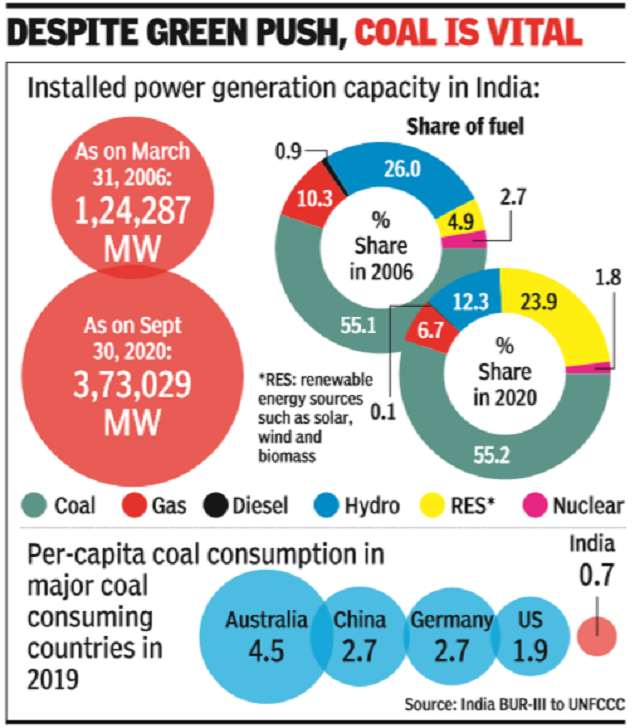 DESPITE GREEN PUSH, COAL IS VITAL
Installed power generation capacity in India:
As on March
31, 2006:
1,24,287
MW
As on Sept
30, 2020:
3,73,029
MW
Share of fuel
0.9
26.0
2.7
10.3
4.9
%
Share
in 2006
55.1
1.8
12.3
23.9
6.7
%
Share
in 2020
0.1
55.2
*RES: renewable
energy sources
such as solar,
wind and
biomass
Coal Gas Diesel Hydro RES* Nuclear
Per-capita coal consumption in
major coal
consuming
countries in
2019
Australia
4.5
China
2.7
Germany
2.7
US
1.9
India
0.7
Source: India BUR-III to UNFCCC